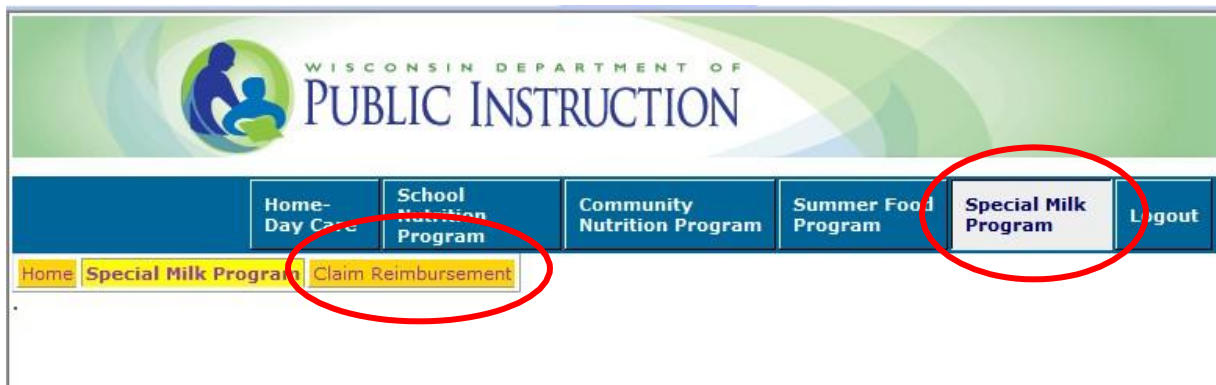 WISCONSIN DEPARTMENT OF
PUBLIC INSTRUCTION
Home-
Day Care
School
Nutrition
Program
Community
Nutrition Program
Summer Food
Program
Special Milk
Program
Logout
Home Special Milk Program Claim Reimbursement
.